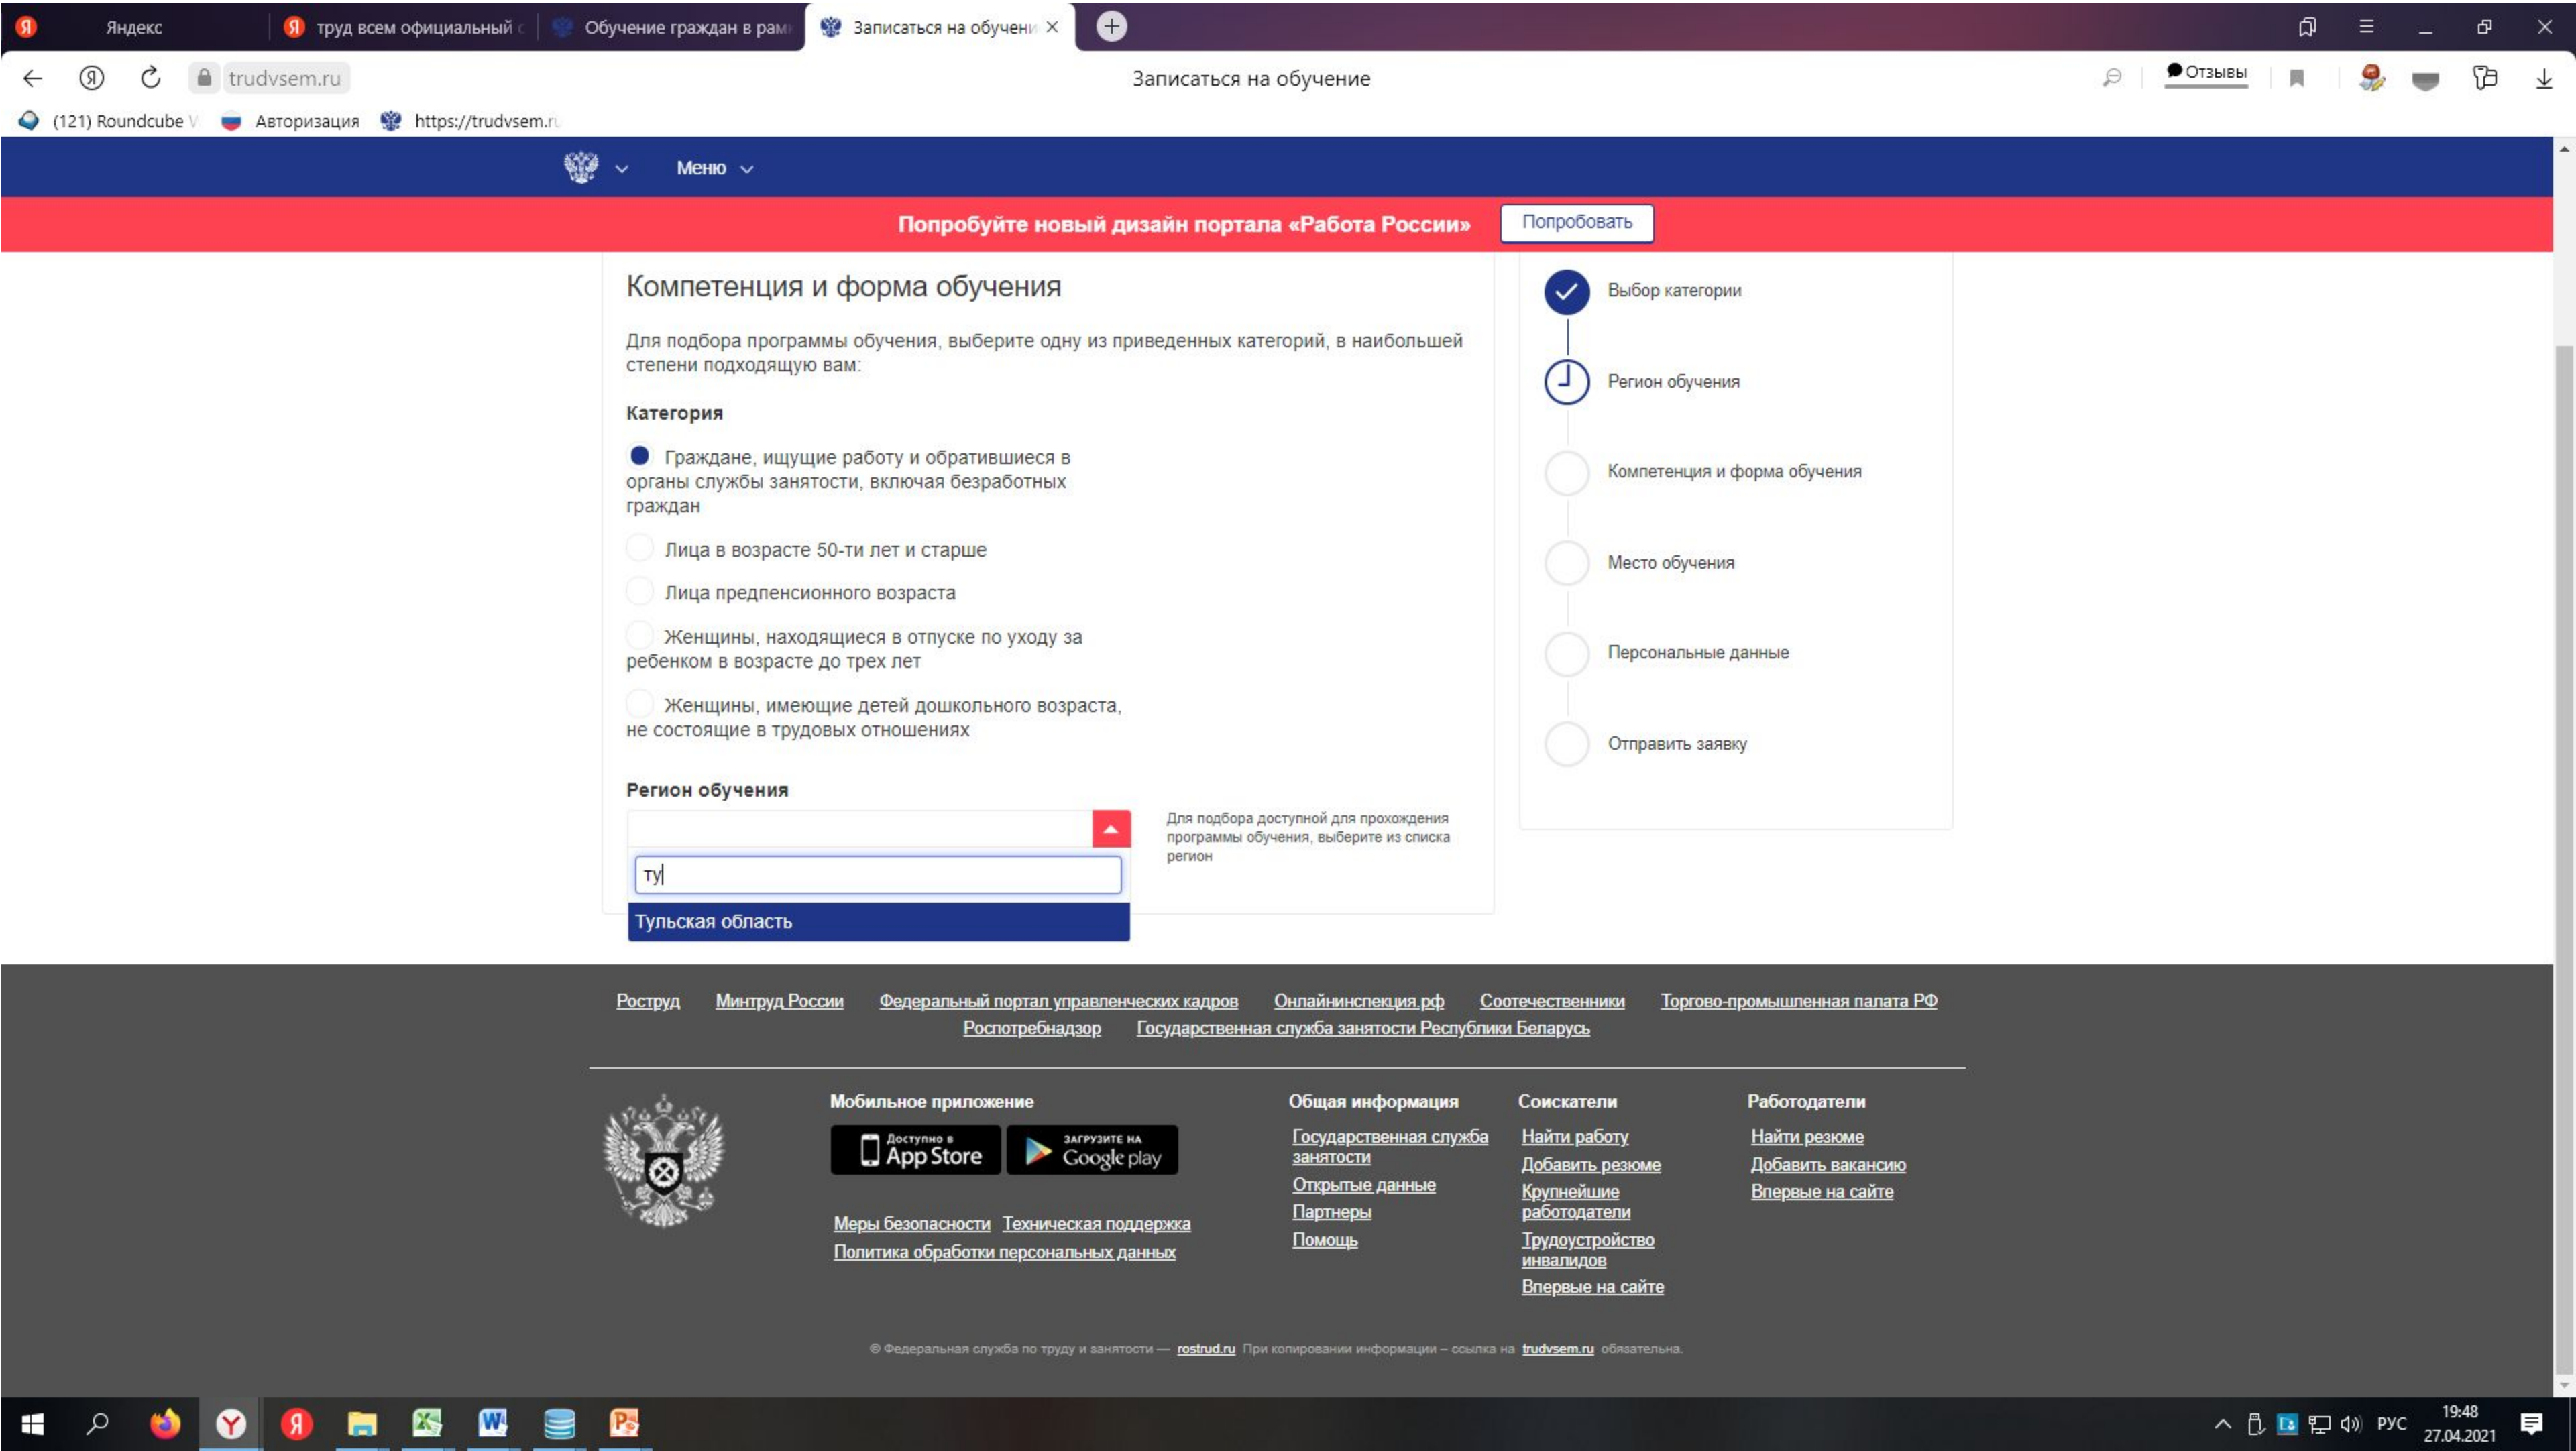 Яндекс
труд всем официальный с
Обучение граждан в рам
Записаться на обучени
trudvsem.ru
Записаться на обучение
Отзывы
(121) Roundcube W
Авторизация
https://trudvsem.ru
Меню
Попробуйте новый дизайн портала «Работа России»
Попробовать
Компетенция и форма обучения
Для подбора программы обучения, выберите одну из приведенных категорий, в наибольшей
степени подходящую вам:
Категория
Граждане, ищущие работу и обратившиеся в
органы службы занятости, включая безработных
граждан
Лица в возрасте 50-ти лет и старше
Лица предпенсионного возраста
Женщины, находящиеся в отпуске по уходу за
ребенком в возрасте до трех лет
Женщины, имеющие детей дошкольного возраста,
не состоящие в трудовых отношениях
Регион обучения
Для подбора доступной для прохождения
программы обучения, выберите из списка
регион
ту
Тульская область
Выбор категории
Регион обучения
Компетенция и форма обучения
Место обучения
Персональные данные
Отправить заявку
Роструд Минтруд России Федеральный портал управленческих кадров Онлайнинспекция.рф Соотечественники Торгово-промышленная палата РФ
Роспотребнадзор Государственная служба занятости Республики Беларусь
Мобильное приложение
Доступно в
App Store
ЗАГРУЗИТЕ НА
Google play
Меры безопасности Техническая поддержка
Политика обработки персональных данных
Общая информация
Государственная служба
занятости
Открытые данные
Партнеры
Помощь
Соискатели
Найти работу
Добавить резюме
Крупнейшие
работодатели
Трудоустройство
инвалидов
Впервые на сайте
Работодатели
Найти резюме
Добавить вакансию
Впервые на сайте
© Федеральная служба по труду и занятости — rostrud.ru При копировании информации – ссылка на trudvsem.ru обязательна.
РУС
19:48
27.04.2021